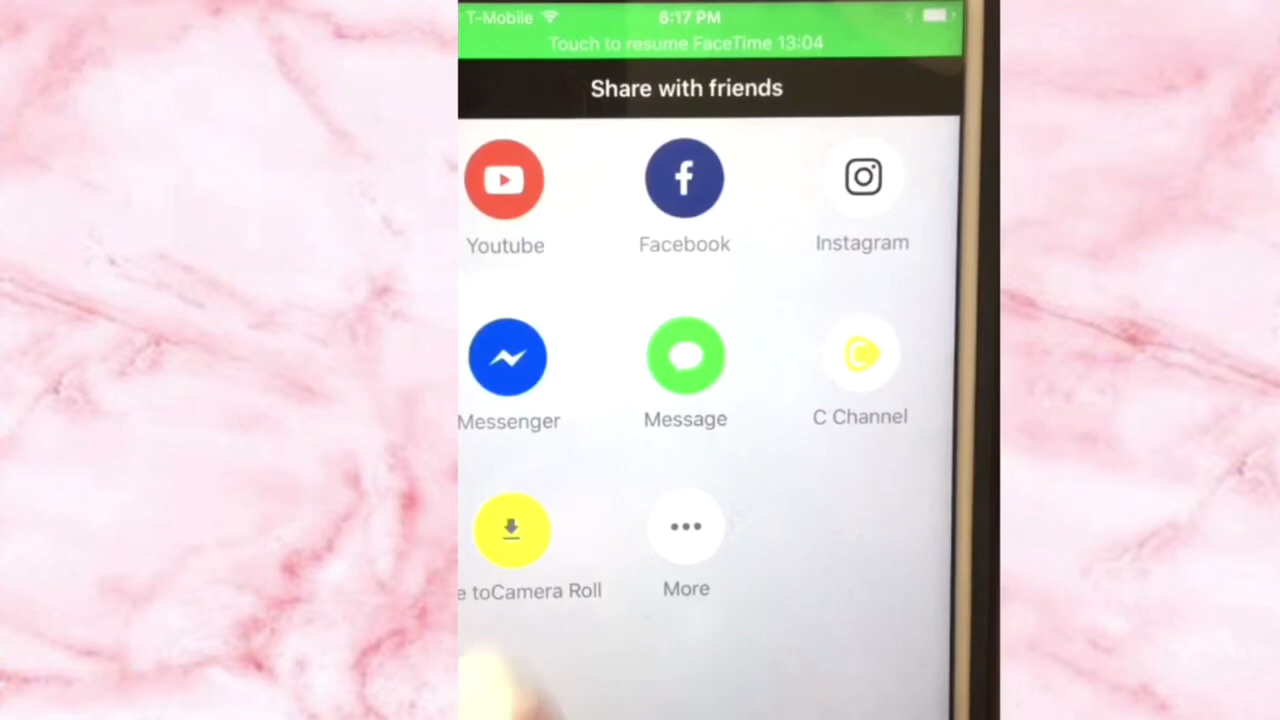 T-Mobile 6:17 PM
Touch to resume FaceTime 13:04
Share with friends
Youtube Facebook Instagram
Messenger Message C Channel
e toCamera Roll More